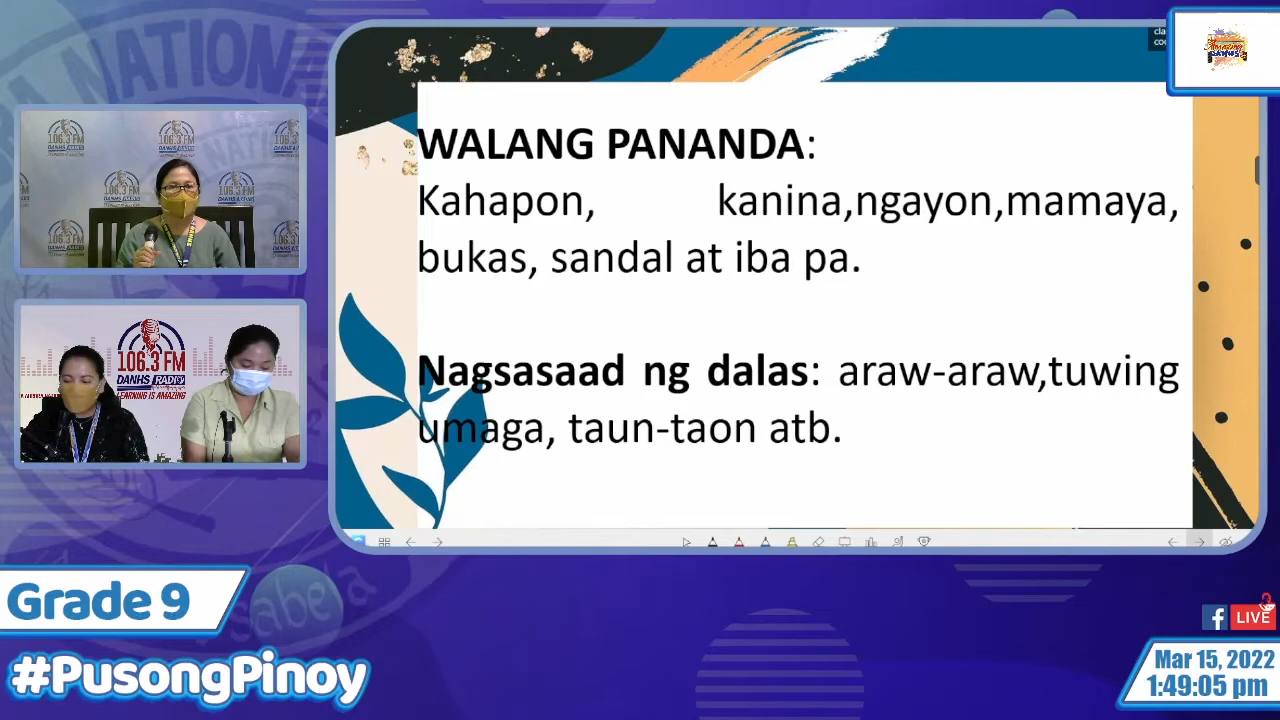 WALANG PANANDA:
Kahapon, kanina,ngayon,mamaya,
bukas, sandal at iba pa.
Nagsasaad ng dalas: araw-araw,tuwing
umaga, taun-taon atb.
106.3 FM
DANHS RADIO
LEARNING IS AMAZING
Grade 9
#PusongPinoy
f LIVE
Mar 15, 2022
1:49:05 pm